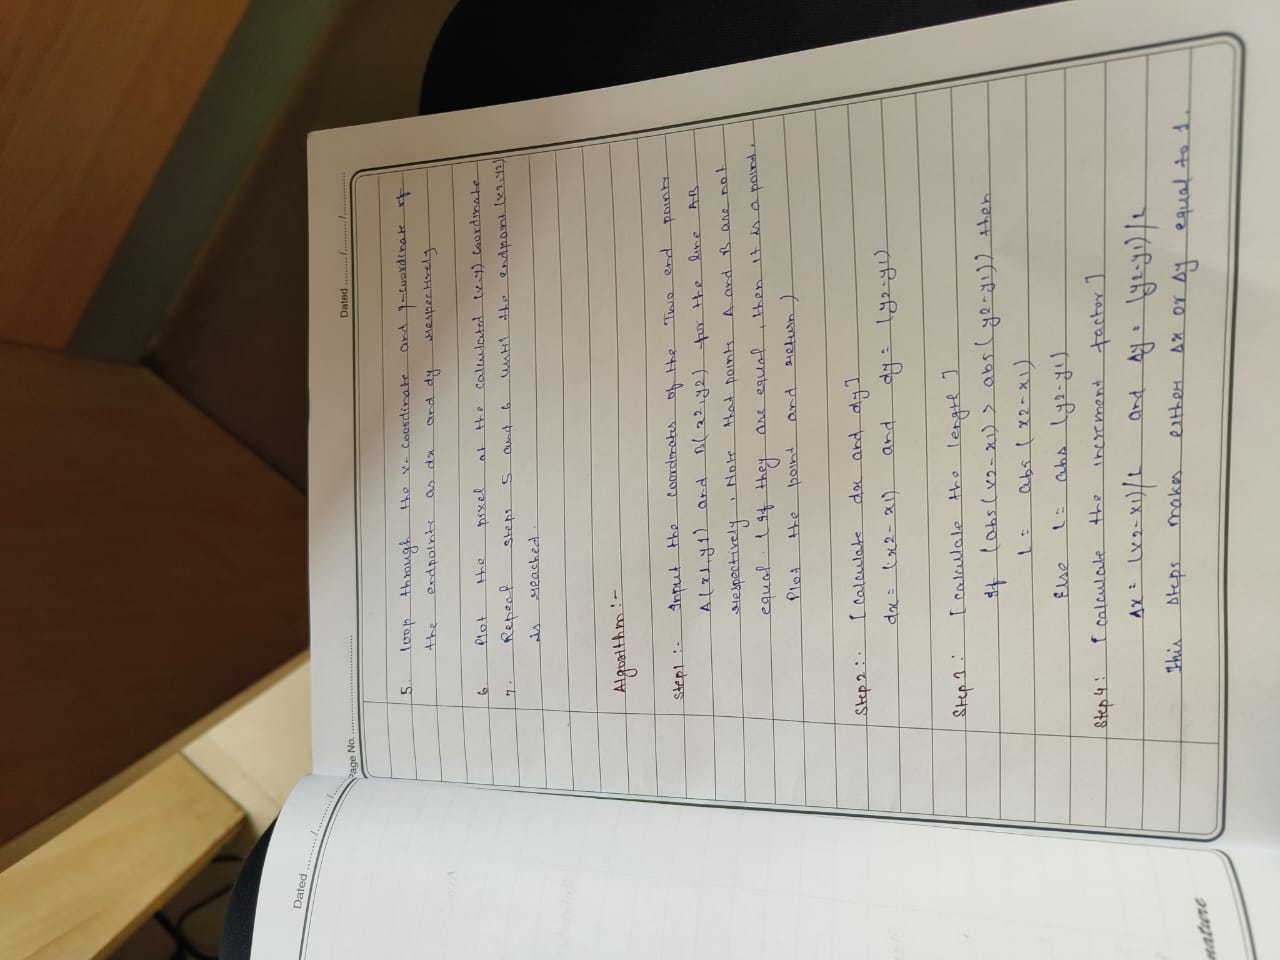 Dated ........./........./.........
Page No. ........................
5. loop through the x-coordinate and y-coordinate of
the endpoints as dx and dy respectively
6. Plot the pixel at the calculated (x-y) coordinate
7. Repeat steps 5 and 6 until the endpoint (x2,y2)
is reached.
Algorithm :-
Step1 :- Input the coordinates of the Two end points
A(x1,y1) and B(x2,y2) for the line AB
respectively. Note that points A and B are not
equal. (If they are equal, then it is a point.
Plot the point and return)
Step2 :- [calculate dx and dy]
dx = (x2-x1) and dy = (y2-y1)
Step3 : [calculate the length]
If (abs(x2-x1) > abs(y2-y1)) then
L = abs(x2-x1)
Else L = abs(y2-y1)
Step4 : [calculate the increment factor]
Δx = (x2-x1)/L and Δy = (y2-y1)/L
This steps makes either Δx or Δy equal to 1.
Dated ........./........./.........